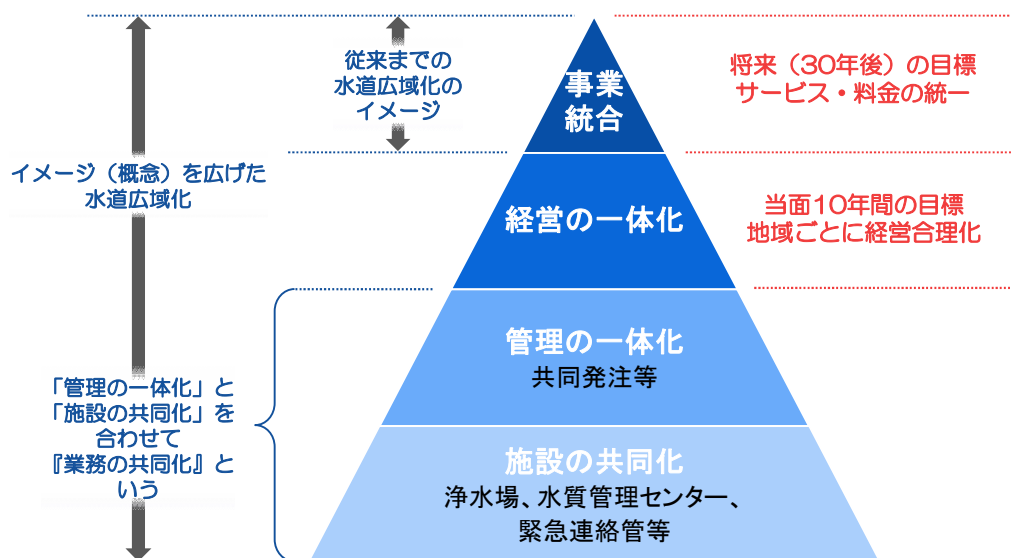 従来までの
水道広域化の
イメージ
事業
統合
将来（30年後）の目標
サービス・料金の統一
イメージ（概念）を広げた
水道広域化
経営の一体化
当面10年間の目標
地域ごとに経営合理化
管理の一体化
共同発注等
「管理の一体化」と
「施設の共同化」を
合わせて
『業務の共同化』と
いう
施設の共同化
浄水場、水質管理センター、
緊急連絡管等